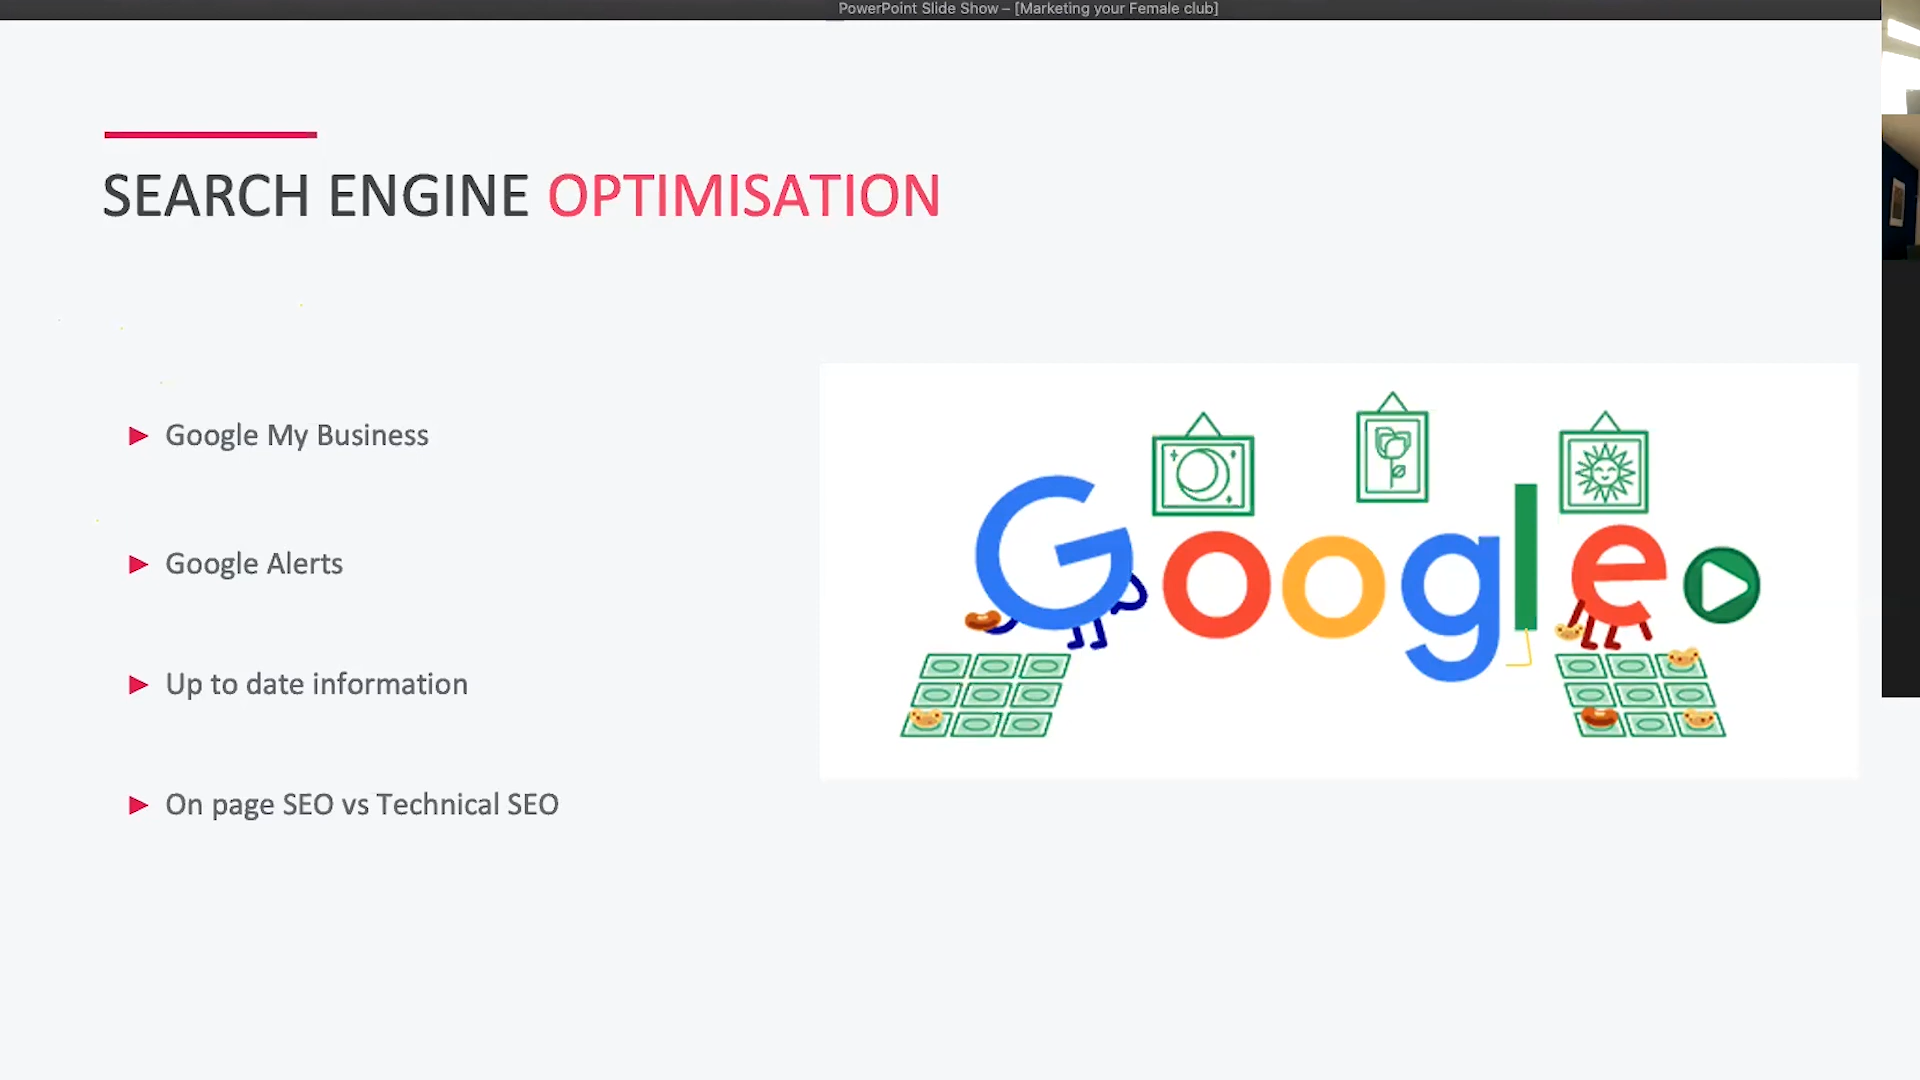 PowerPoint Slide Show – [Marketing your Female club]
SEARCH ENGINE OPTIMISATION
Google My Business
Google Alerts
Up to date information
On page SEO vs Technical SEO
Google